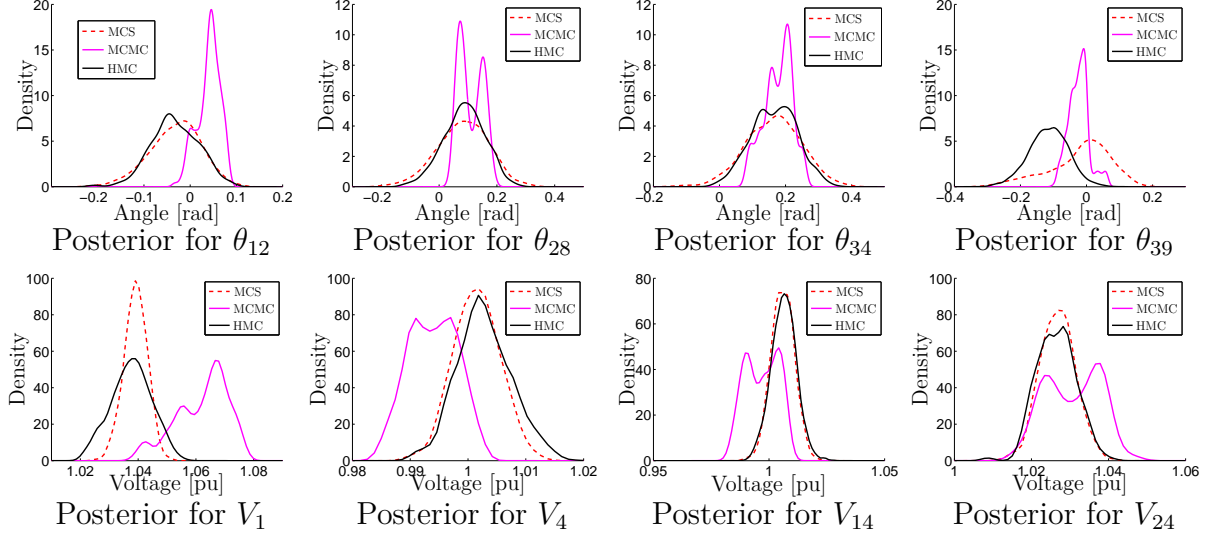 20
15
10
5
0
Density
MCS
MCMC
HMC
−0.2 −0.1 0 0.1 0.2
Angle [rad]
Posterior for θ12
12
10
8
6
4
2
0
Density
MCS
MCMC
HMC
−0.2 0 0.2 0.4
Angle [rad]
Posterior for θ28
12
10
8
6
4
2
0
Density
MCS
MCMC
HMC
−0.2 0 0.2 0.4
Angle [rad]
Posterior for θ34
20
15
10
5
0
Density
MCS
MCMC
HMC
−0.4 −0.2 0 0.2
Angle [rad]
Posterior for θ39
100
80
60
40
20
0
Density
MCS
MCMC
HMC
1.02 1.04 1.06 1.08
Voltage [pu]
Posterior for V1
100
80
60
40
20
0
Density
MCS
MCMC
HMC
0.98 0.99 1 1.01 1.02
Voltage [pu]
Posterior for V4
80
60
40
20
0
Density
MCS
MCMC
HMC
0.95 1 1.05
Voltage [pu]
Posterior for V14
100
80
60
40
20
0
Density
MCS
MCMC
HMC
1 1.02 1.04 1.06
Voltage [pu]
Posterior for V24